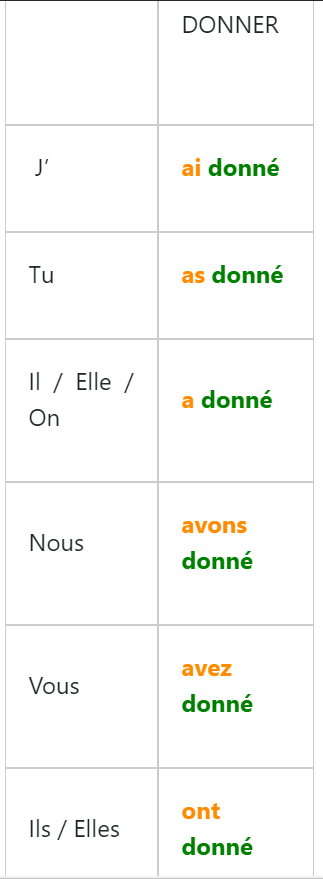 DONNER
J’ ai donné
Tu as donné
Il / Elle /
On
a donné
Nous
avons
donné
Vous
avez
donné
Ils / Elles
ont
donné